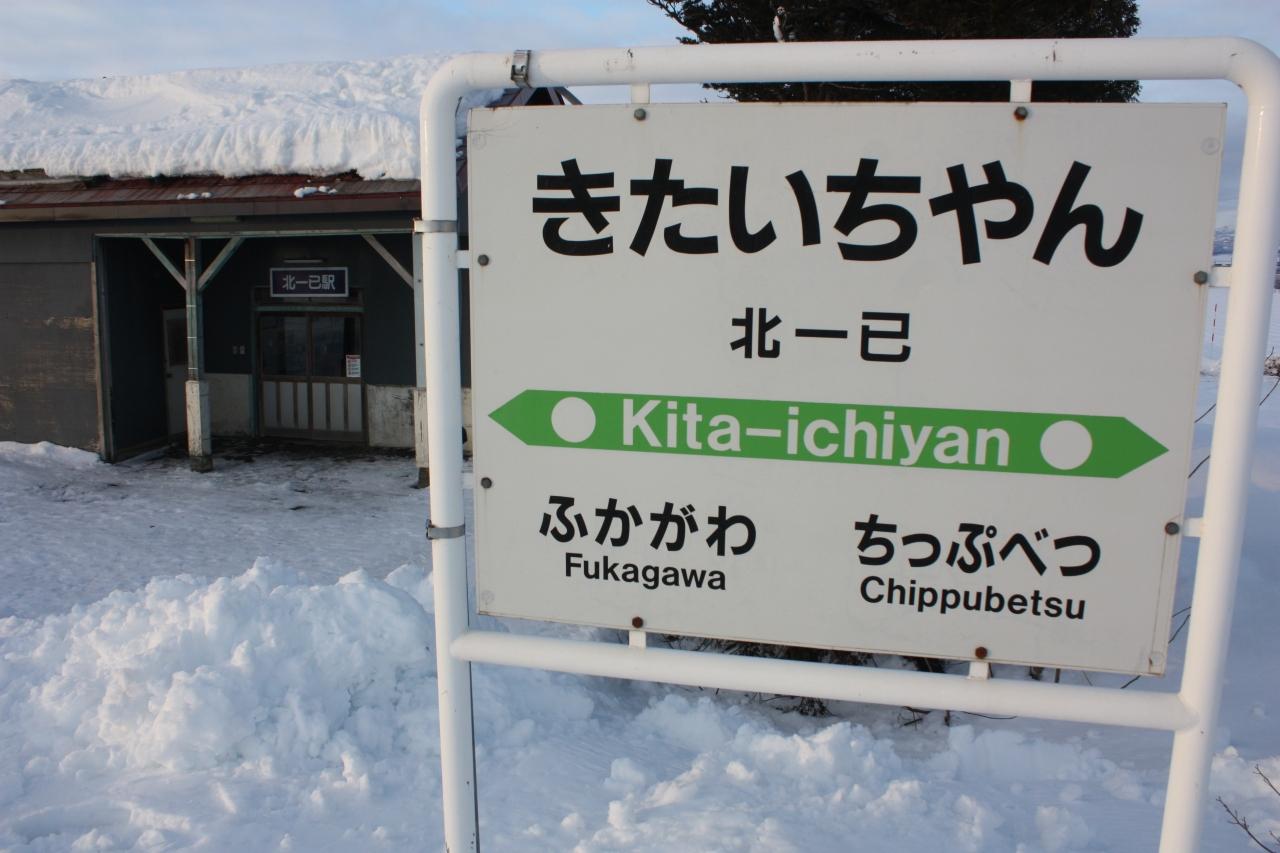 きたいちやん
北一已
Kita-ichiyan
ふかがわ
Fukagawa
ちっぷべつ
Chippubetsu
北一已駅